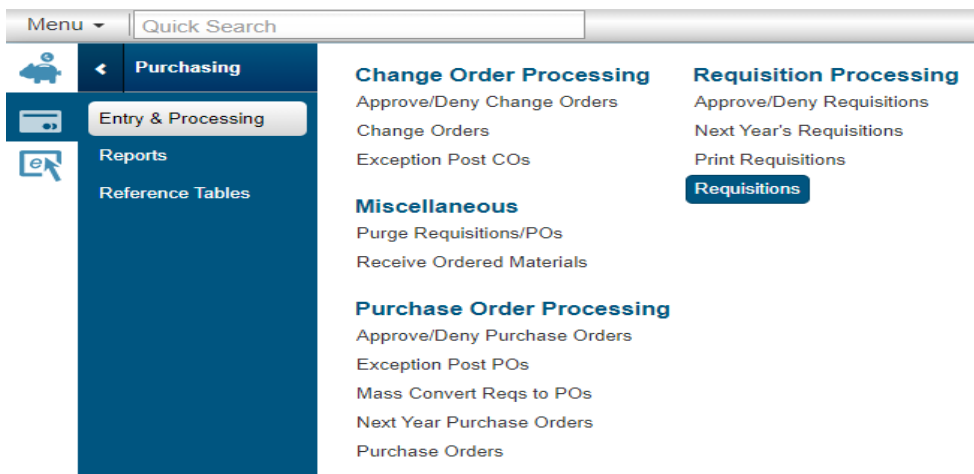 Menu
Quick Search
Purchasing
Entry & Processing
Reports
Reference Tables
Change Order Processing
Approve/Deny Change Orders
Change Orders
Exception Post COs
Miscellaneous
Purge Requisitions/POs
Receive Ordered Materials
Purchase Order Processing
Approve/Deny Purchase Orders
Exception Post POs
Mass Convert Reqs to POs
Next Year Purchase Orders
Purchase Orders
Requisition Processing
Approve/Deny Requisitions
Next Year's Requisitions
Print Requisitions
Requisitions